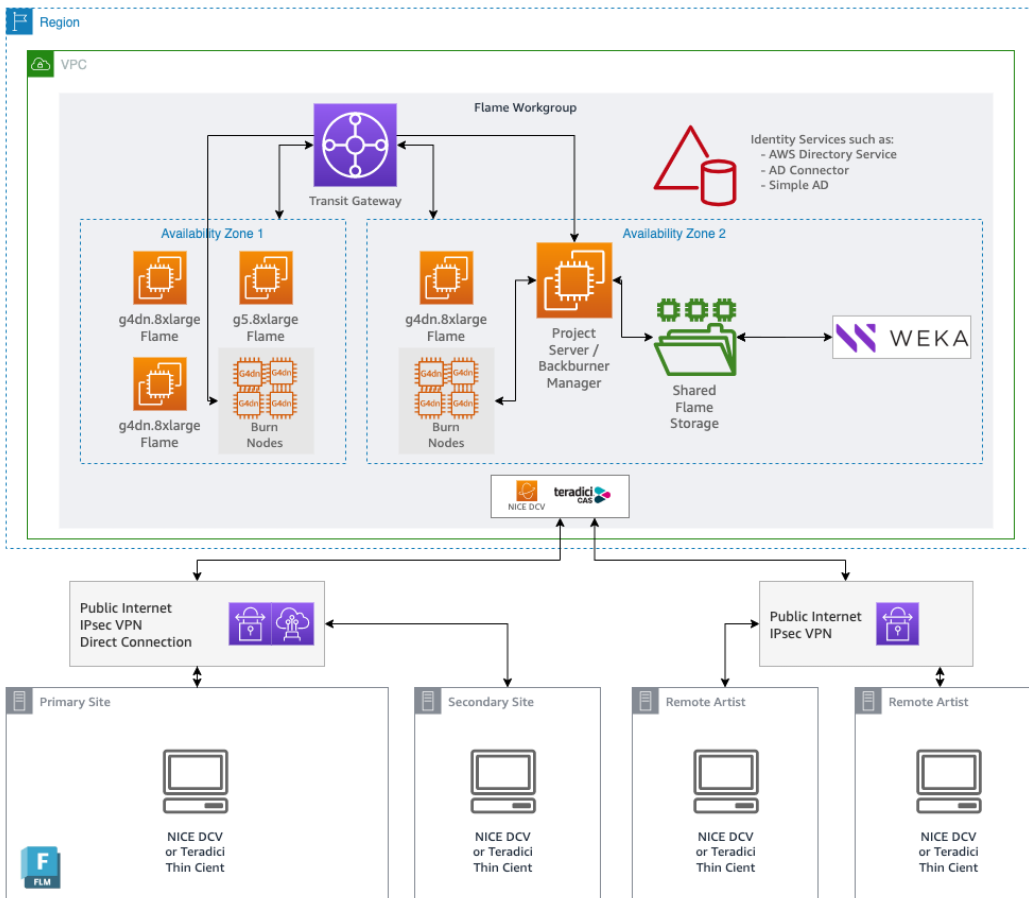 Region
VPC
Flame Workgroup
Transit Gateway
Identity Services such as:
- AWS Directory Service
- AD Connector
- Simple AD
Availability Zone 1
g4dn.8xlarge
Flame
g5.8xlarge
Flame
g4dn.8xlarge
Flame
G4dn G4dn
G4dn G4dn
Burn
Nodes
Availability Zone 2
g4dn.8xlarge
Flame
G4dn G4dn
G4dn G4dn
Burn
Nodes
Project
Server /
Backburner
Manager
Shared
Flame
Storage
WEKA
NICE DCV
teradici
CAS
Public Internet
IPsec VPN
Direct Connection
Public Internet
IPsec VPN
Primary Site
NICE DCV
or Teradici
Thin Cient
F
FLM
Secondary Site
NICE DCV
or Teradici
Thin Cient
Remote Artist
NICE DCV
or Teradici
Thin Cient
Remote Artist
NICE DCV
or Teradici
Thin Cient